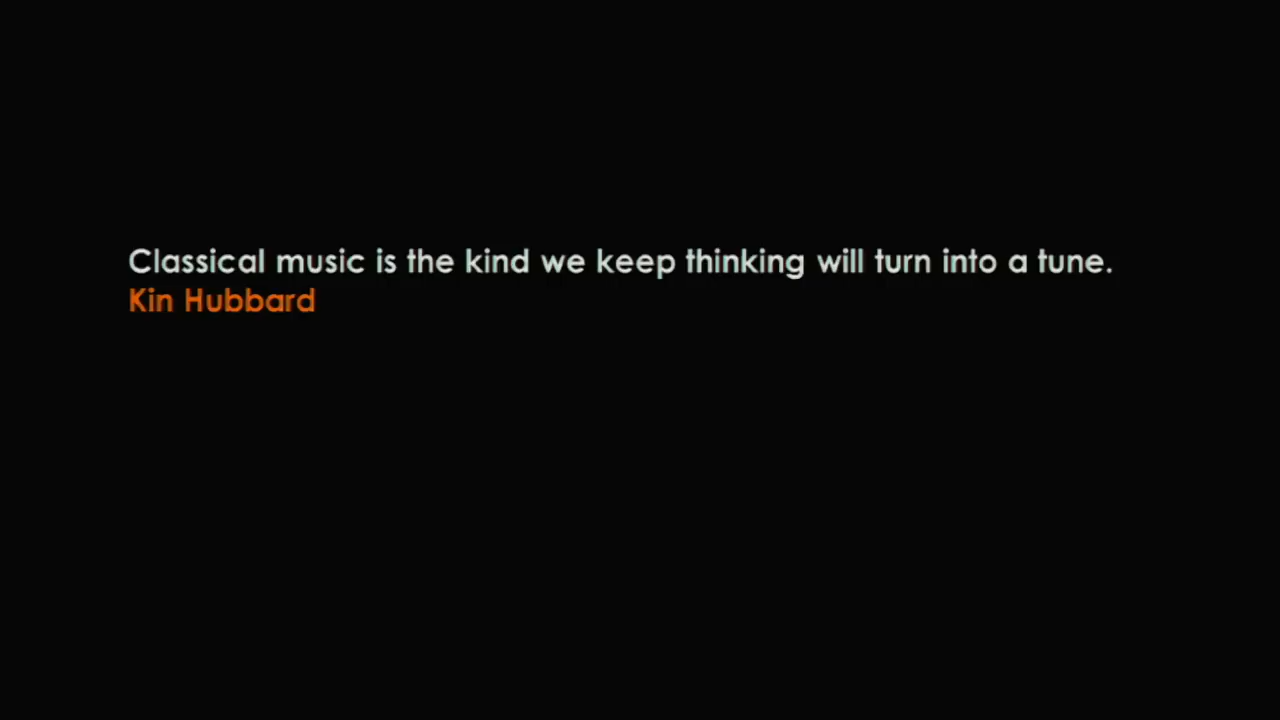 Classical music is the kind we keep thinking will turn into a tune.
Kin Hubbard